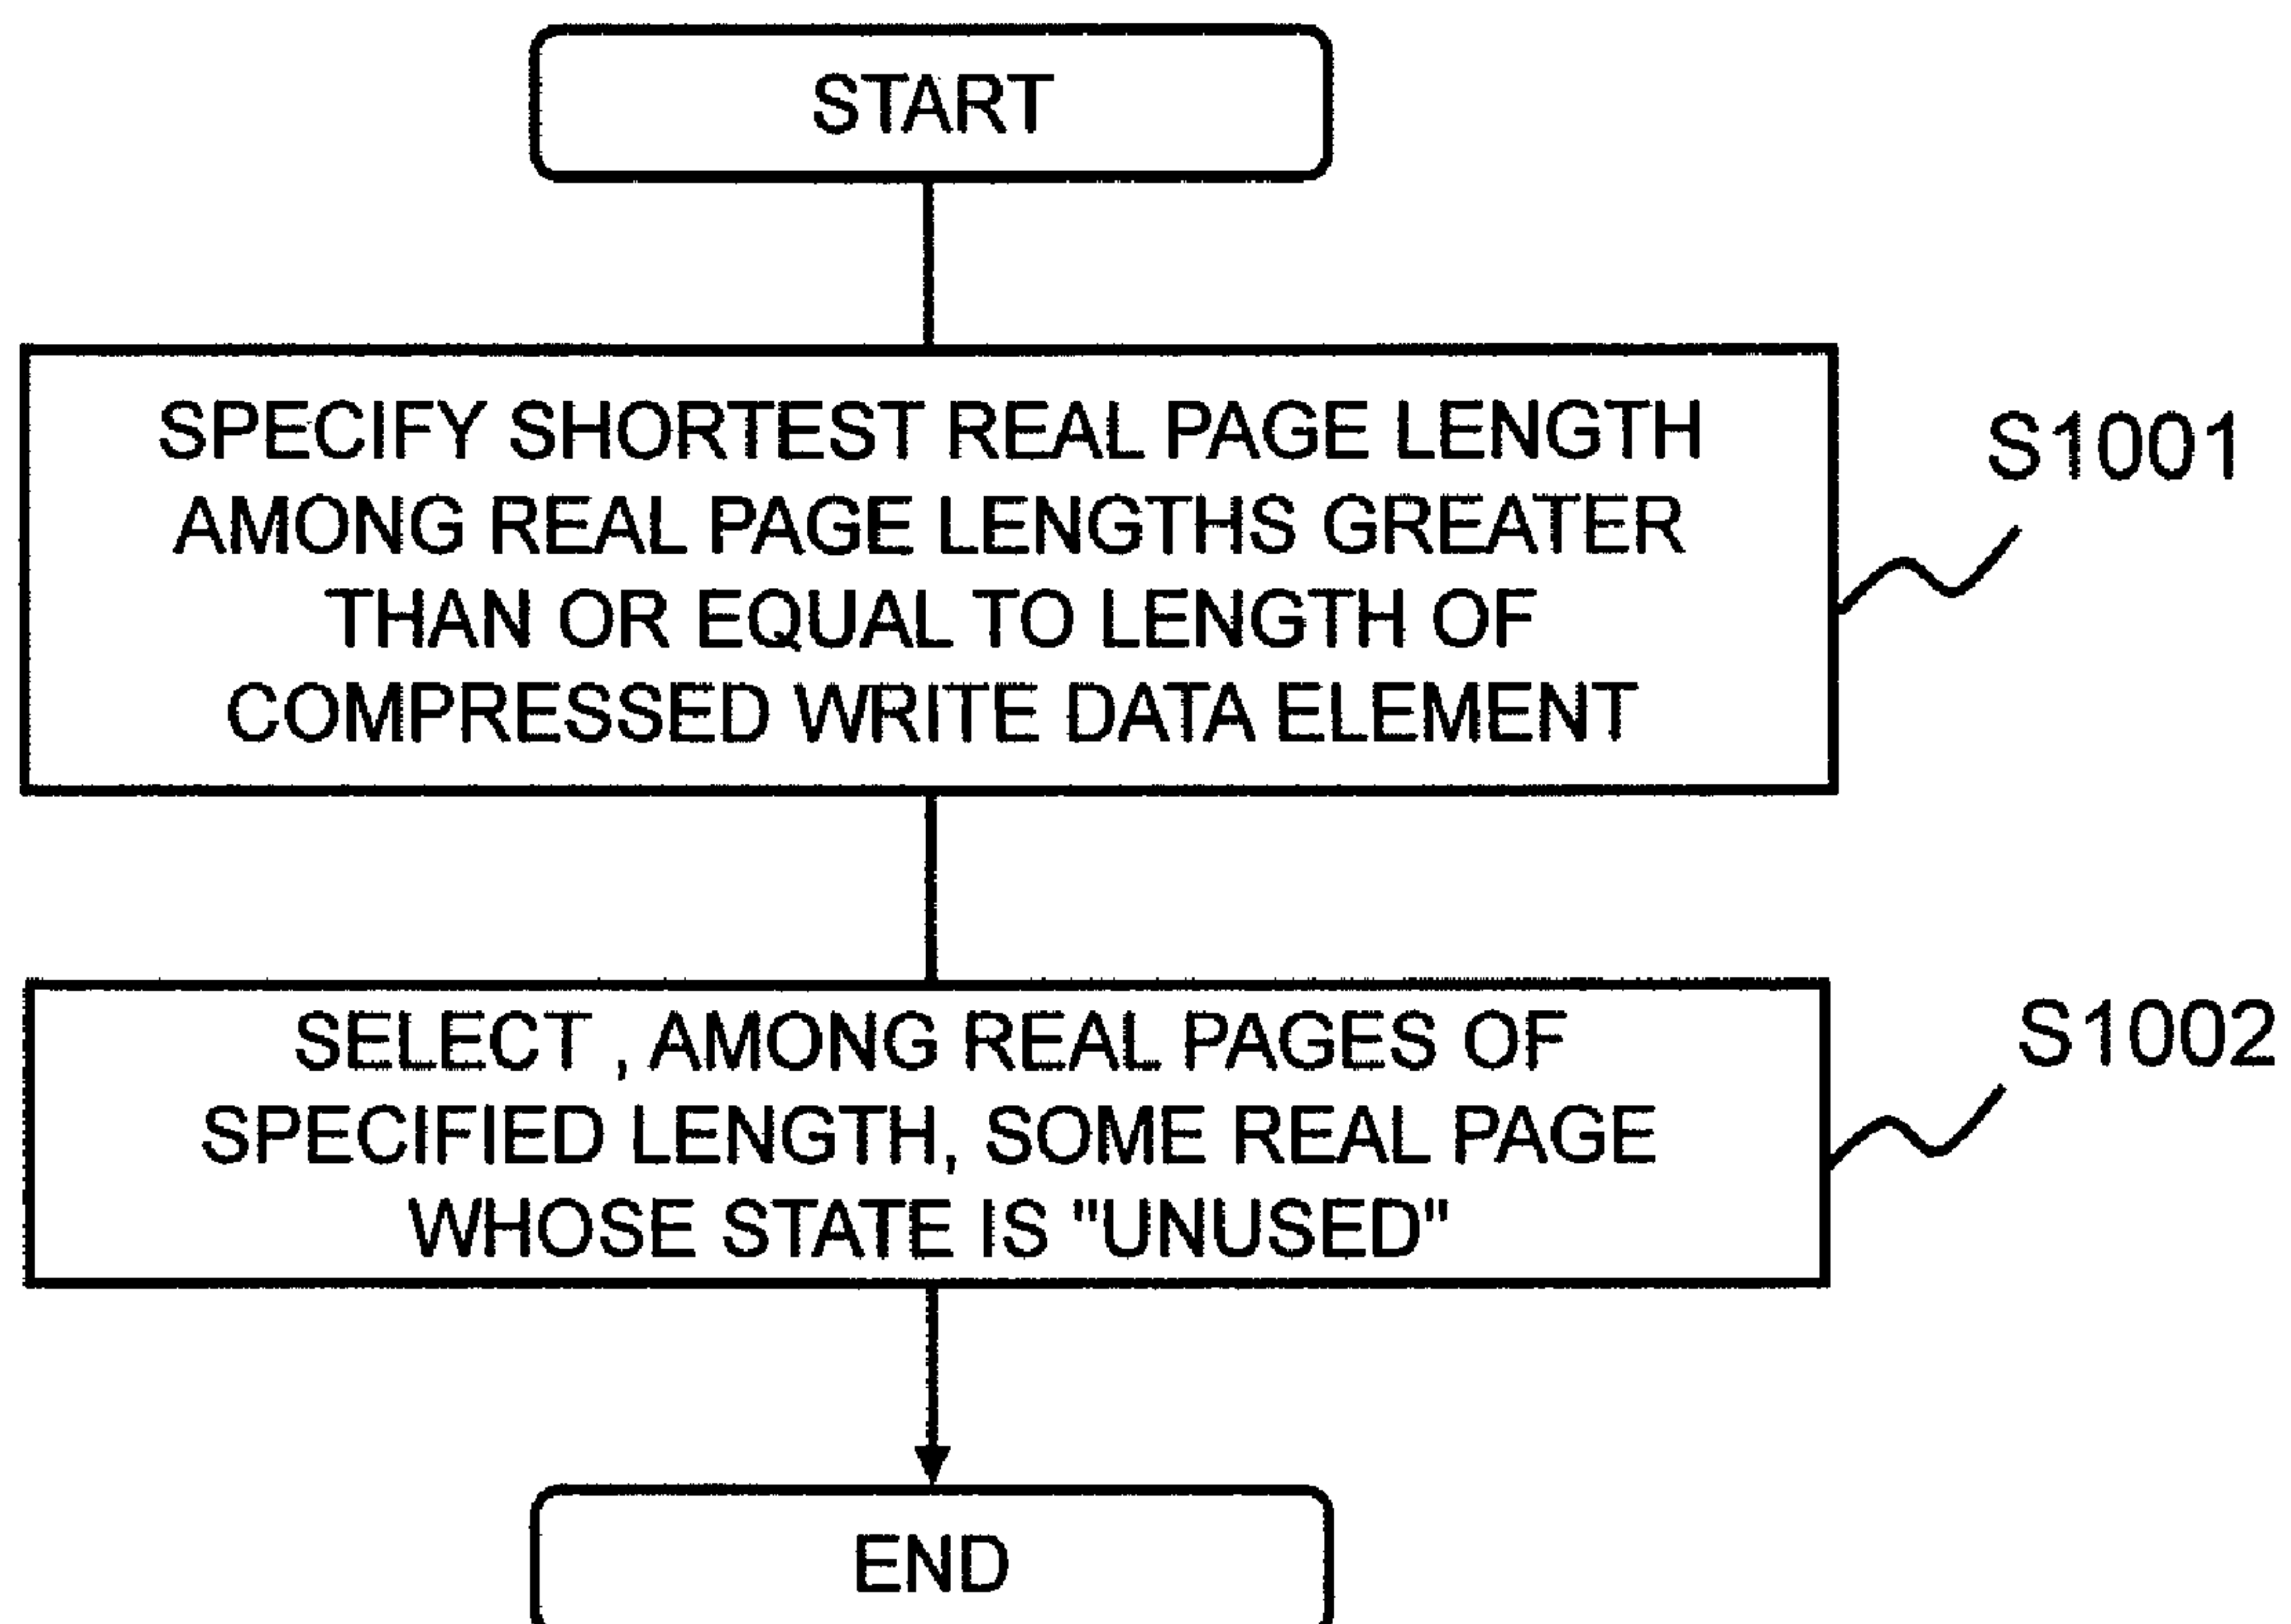 START
SPECIFY SHORTEST REAL PAGE LENGTH
AMONG REAL PAGE LENGTHS GREATER
THAN OR EQUAL TO LENGTH OF
COMPRESSED WRITE DATA ELEMENT
S1001
SELECT , AMONG REAL PAGES OF
SPECIFIED LENGTH, SOME REAL PAGE
WHOSE STATE IS "UNUSED"
S1002
END